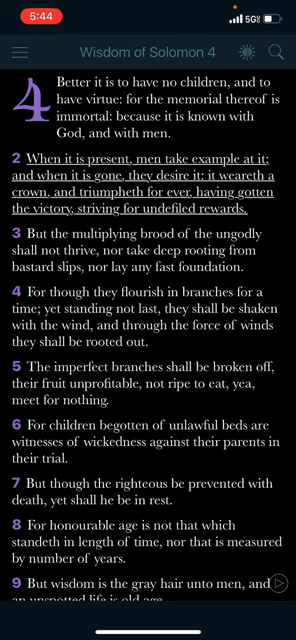 5:44
5G
Wisdom of Solomon 4
4 Better it is to have no children, and to
have virtue: for the memorial thereof is
immortal: because it is known with
God, and with men.
2 When it is present, men take example at it;
and when it is gone, they desire it: it weareth a
crown, and triumpheth for ever, having gotten
the victory, striving for undefiled rewards.
3 But the multiplying brood of the ungodly
shall not thrive, nor take deep rooting from
bastard slips, nor lay any fast foundation.
4 For though they flourish in branches for a
time; yet standing not last, they shall be shaken
with the wind, and through the force of winds
they shall be rooted out.
5 The imperfect branches shall be broken off,
their fruit unprofitable, not ripe to eat, yea,
meet for nothing.
6 For children begotten of unlawful beds are
witnesses of wickedness against their parents in
their trial.
7 But though the righteous be prevented with
death, yet shall he be in rest.
8 For honourable age is not that which
standeth in length of time, nor that is measured
by number of years.
9 But wisdom is the gray hair unto men, and
an unspotted life is old age.